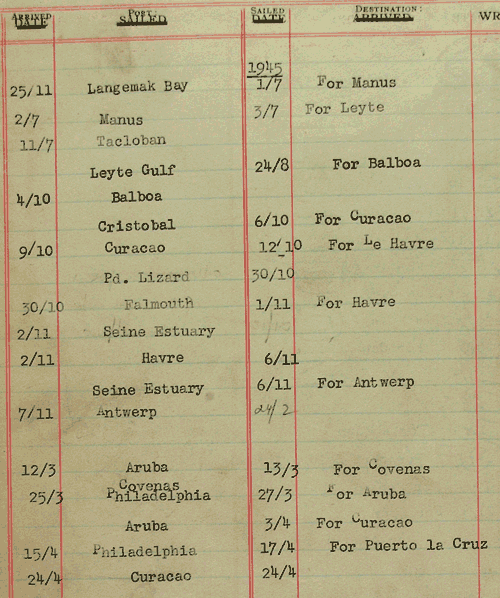 ARRIVED DATE PORT: SAILED SAILED DATE DESTINATION: ARRIVED WR
1945
25/11 Langemak Bay 1/7 For Manus
2/7 Manus 3/7 For Leyte
11/7 Tacloban
Leyte Gulf 24/8 For Balboa
4/10 Balboa
Cristobal 6/10 For Curacao
9/10 Curacao 12/10 For Le Havre
Pd. Lizard 30/10
30/10 Falmouth 1/11 For Havre
2/11 Seine Estuary
2/11 Havre 6/11
Seine Estuary 6/11 For Antwerp
7/11 Antwerp 24/2
12/3 Aruba 13/3 For Covenas
Covenas
25/3 Philadelphia 27/3 For Aruba
Aruba 3/4 For Curacao
15/4 Philadelphia 17/4 For Puerto la Cruz
24/4 Curacao 24/4